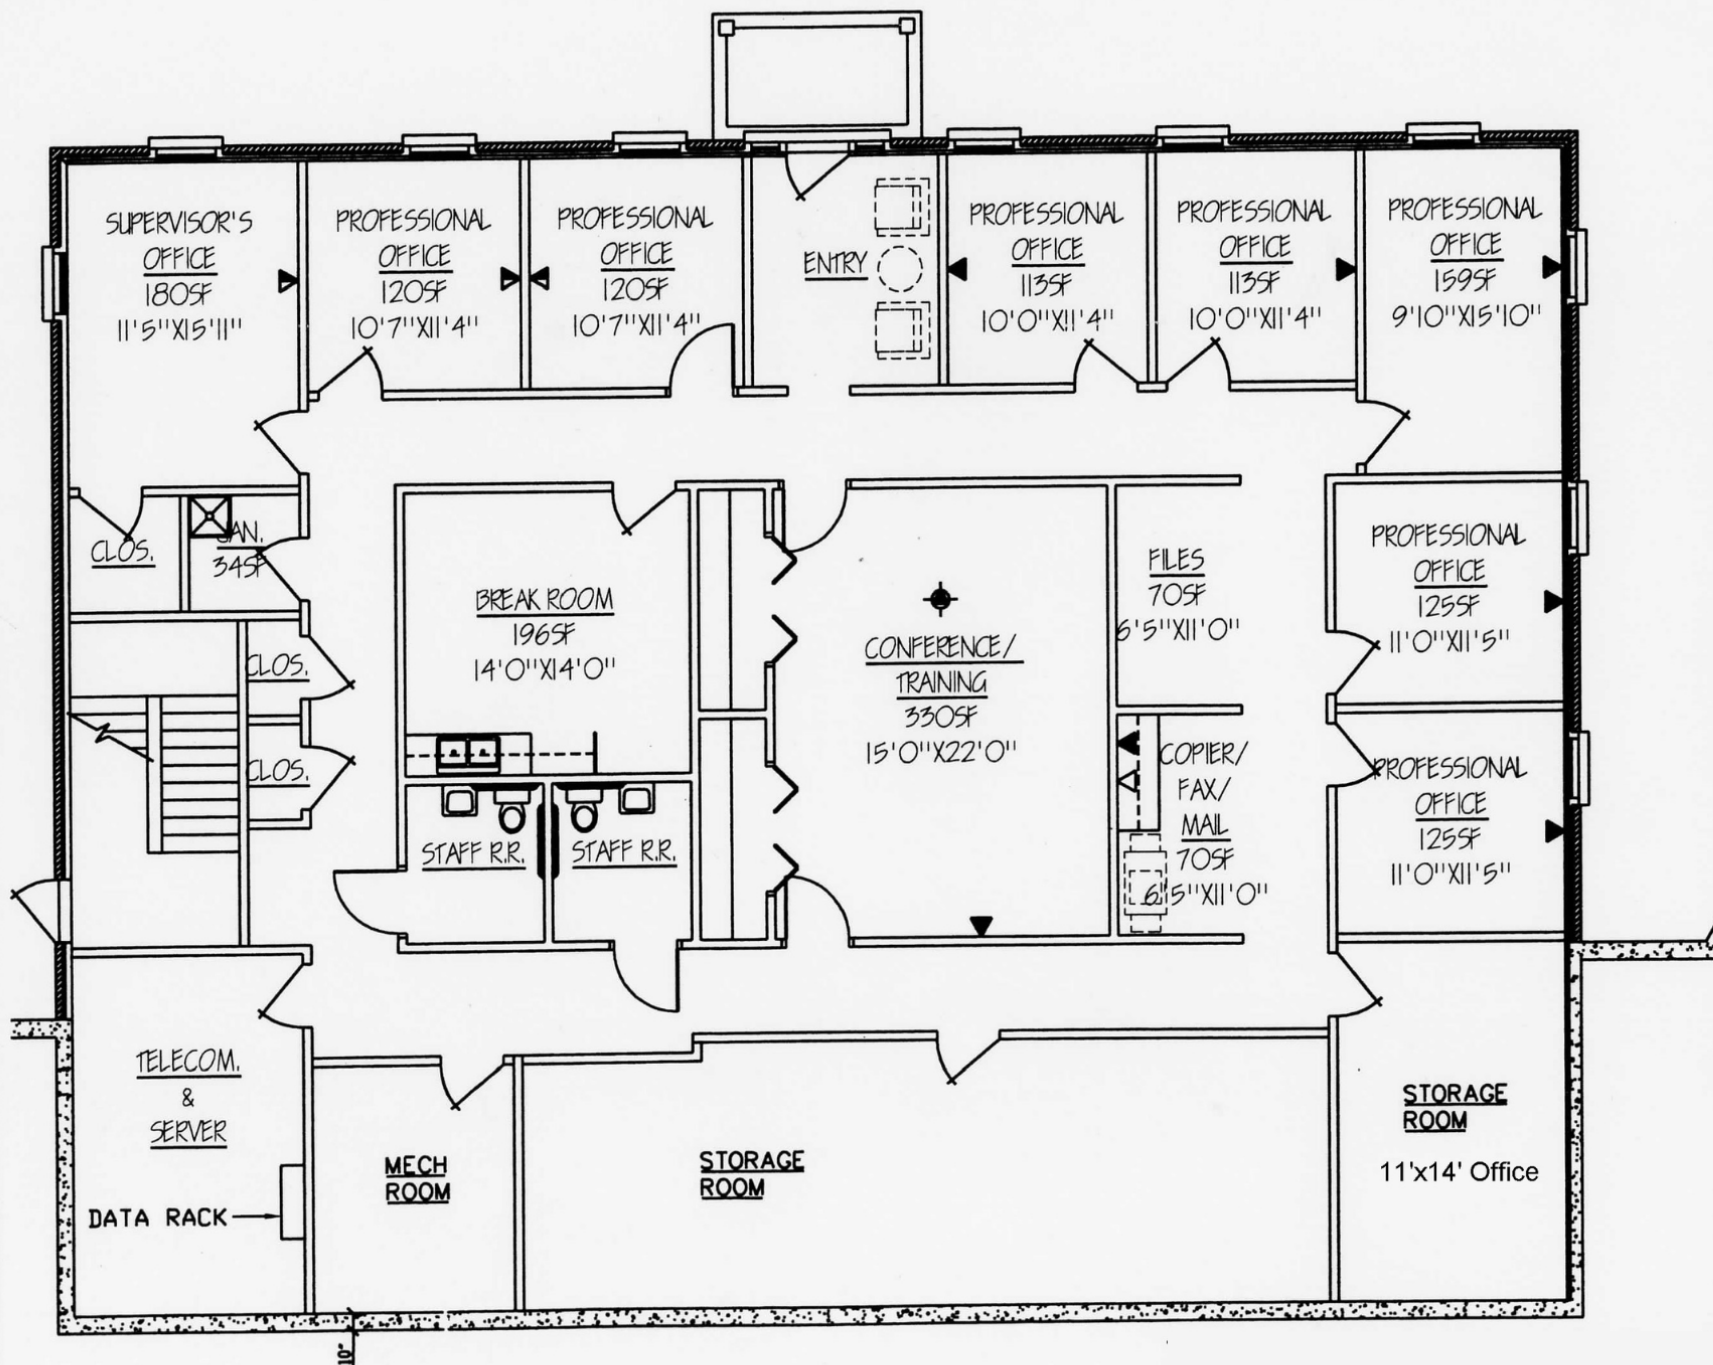 SUPERVISOR'S
OFFICE
180SF
11'5"X15'11"
PROFESSIONAL
OFFICE
120SF
10'7"X11'4"
PROFESSIONAL
OFFICE
120SF
10'7"X11'4"
ENTRY
PROFESSIONAL
OFFICE
113SF
10'0"X11'4"
PROFESSIONAL
OFFICE
113SF
10'0"X11'4"
PROFESSIONAL
OFFICE
159SF
9'10"X15'10"
CLOS.
JAN.
34SF
BREAK ROOM
196SF
14'0"X14'0"
CONFERENCE/
TRAINING
330SF
15'0"X22'0"
FILES
70SF
6'5"X11'0"
PROFESSIONAL
OFFICE
125SF
11'0"X11'5"
CLOS.
CLOS.
STAFF R.R.
STAFF R.R.
COPIER/
FAX/
MAIL
70SF
6'5"X11'0"
PROFESSIONAL
OFFICE
125SF
11'0"X11'5"
TELECOM.
&
SERVER
DATA RACK
MECH
ROOM
STORAGE
ROOM
STORAGE
ROOM
11'x14' Office
10"